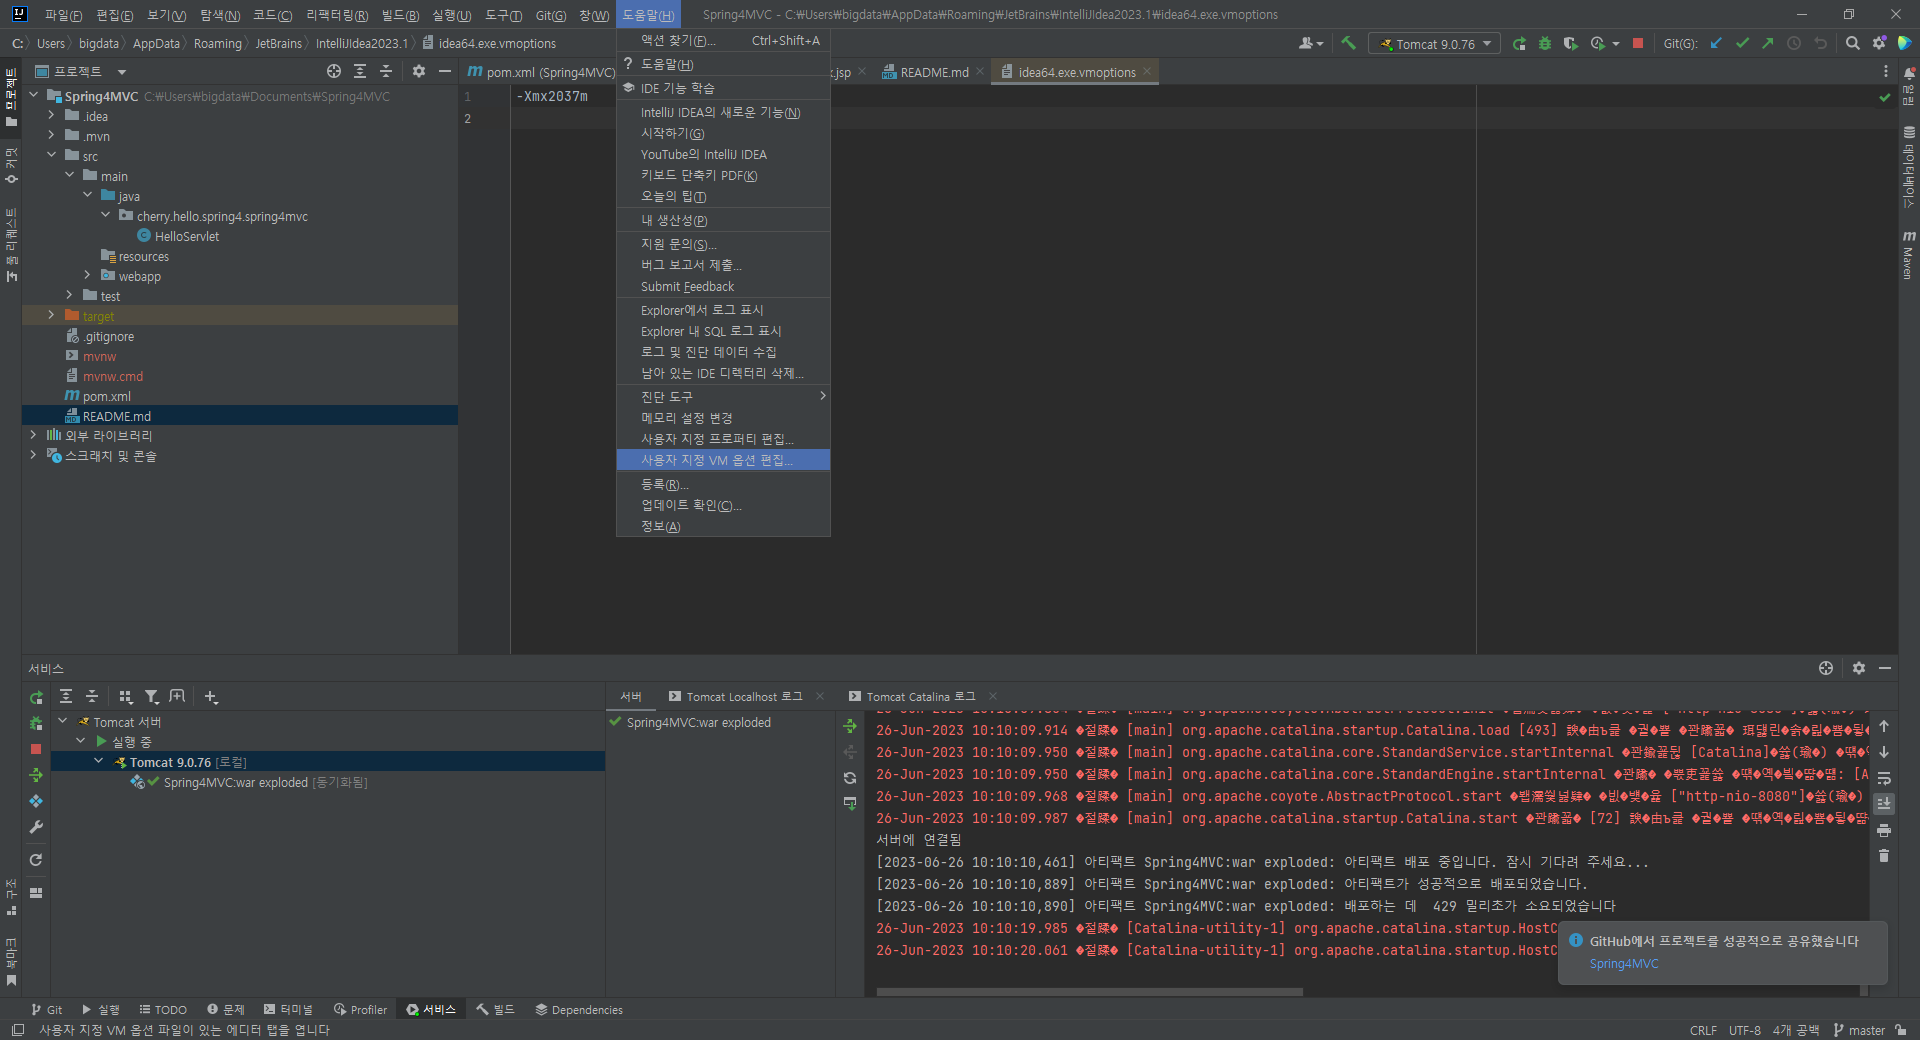 파일(F) 편집(E) 보기(V) 탐색(N) 코드(C) 리팩터링(R) 빌드(B) 실행(U) 도구(T) Git(G) 창(W) 도움말(H) Spring4MVC - C:₩Users₩bigdata₩AppData₩Roaming₩JetBrains₩IntelliJIdea2023.1₩idea64.exe.vmoptions
C: Users bigdata AppData Roaming JetBrains IntelliJIdea2023.1 idea64.exe.vmoptions
Tomcat 9.0.76
Git(G):
프로젝트
Spring4MVC C:₩Users₩bigdata₩Documents₩Spring4MVC
.idea
.mvn
src
main
java
cherry.hello.spring4.spring4mvc
HelloServlet
resources
webapp
test
target
.gitignore
mvnw
mvnw.cmd
pom.xml
README.md
외부 라이브러리
스크래치 및 콘솔
pom.xml (Spring4MVC)
.jsp
README.md
idea64.exe.vmoptions
1 -Xmx2037m
2
액션 찾기(F)... Ctrl+Shift+A
? 도움말(H)
IDE 기능 학습
IntelliJ IDEA의 새로운 기능(N)
시작하기(G)
YouTube의 IntelliJ IDEA
키보드 단축키 PDF(K)
오늘의 팁(T)
내 생산성(P)
지원 문의(S)...
버그 보고서 제출...
Submit Feedback
Explorer에서 로그 표시
Explorer 내 SQL 로그 표시
로그 및 진단 데이터 수집
남아 있는 IDE 디렉터리 삭제...
진단 도구
메모리 설정 변경
사용자 지정 프로퍼티 편집...
사용자 지정 VM 옵션 편집...
등록(R)...
업데이트 확인(C)...
정보(A)
프로젝트
커밋
풀 리퀘스트
구조
북마크
알림
데이터베이스
Maven
서비스
Tomcat 서버
실행 중
Tomcat 9.0.76 [로컬]
Spring4MVC:war exploded [동기화됨]
서버
Tomcat Localhost 로그
Tomcat Catalina 로그
Spring4MVC:war exploded
26-Jun-2023 10:10:09.914 [main] org.apache.catalina.startup.Catalina.load [493]
26-Jun-2023 10:10:09.950 [main] org.apache.catalina.core.StandardService.startInternal [Catalina]
26-Jun-2023 10:10:09.950 [main] org.apache.catalina.core.StandardEngine.startInternal : [A
26-Jun-2023 10:10:09.968 [main] org.apache.coyote.AbstractProtocol.start ["http-nio-8080"]
26-Jun-2023 10:10:09.987 [main] org.apache.catalina.startup.Catalina.start [72]
서버에 연결됨
[2023-06-26 10:10:10,461] 아티팩트 Spring4MVC:war exploded: 아티팩트 배포 중입니다. 잠시 기다려 주세요...
[2023-06-26 10:10:10,889] 아티팩트 Spring4MVC:war exploded: 아티팩트가 성공적으로 배포되었습니다.
[2023-06-26 10:10:10,890] 아티팩트 Spring4MVC:war exploded: 배포하는 데 429 밀리초가 소요되었습니다
26-Jun-2023 10:10:19.985 [Catalina-utility-1] org.apache.catalina.startup.HostC
26-Jun-2023 10:10:20.061 [Catalina-utility-1] org.apache.catalina.startup.HostC
GitHub에서 프로젝트를 성공적으로 공유했습니다
Spring4MVC
Git 실행 TODO 문제 터미널 Profiler 서비스 빌드 Dependencies
사용자 지정 VM 옵션 파일이 있는 에디터 탭을 엽니다
CRLF UTF-8 4개 공백 master